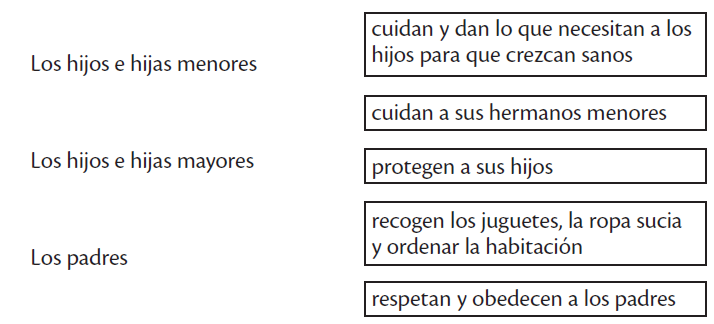 Los hijos e hijas menores
Los hijos e hijas mayores
Los padres
cuidan y dan lo que necesitan a los
hijos para que crezcan sanos
cuidan a sus hermanos menores
protegen a sus hijos
recogen los juguetes, la ropa sucia
y ordenar la habitación
respetan y obedecen a los padres